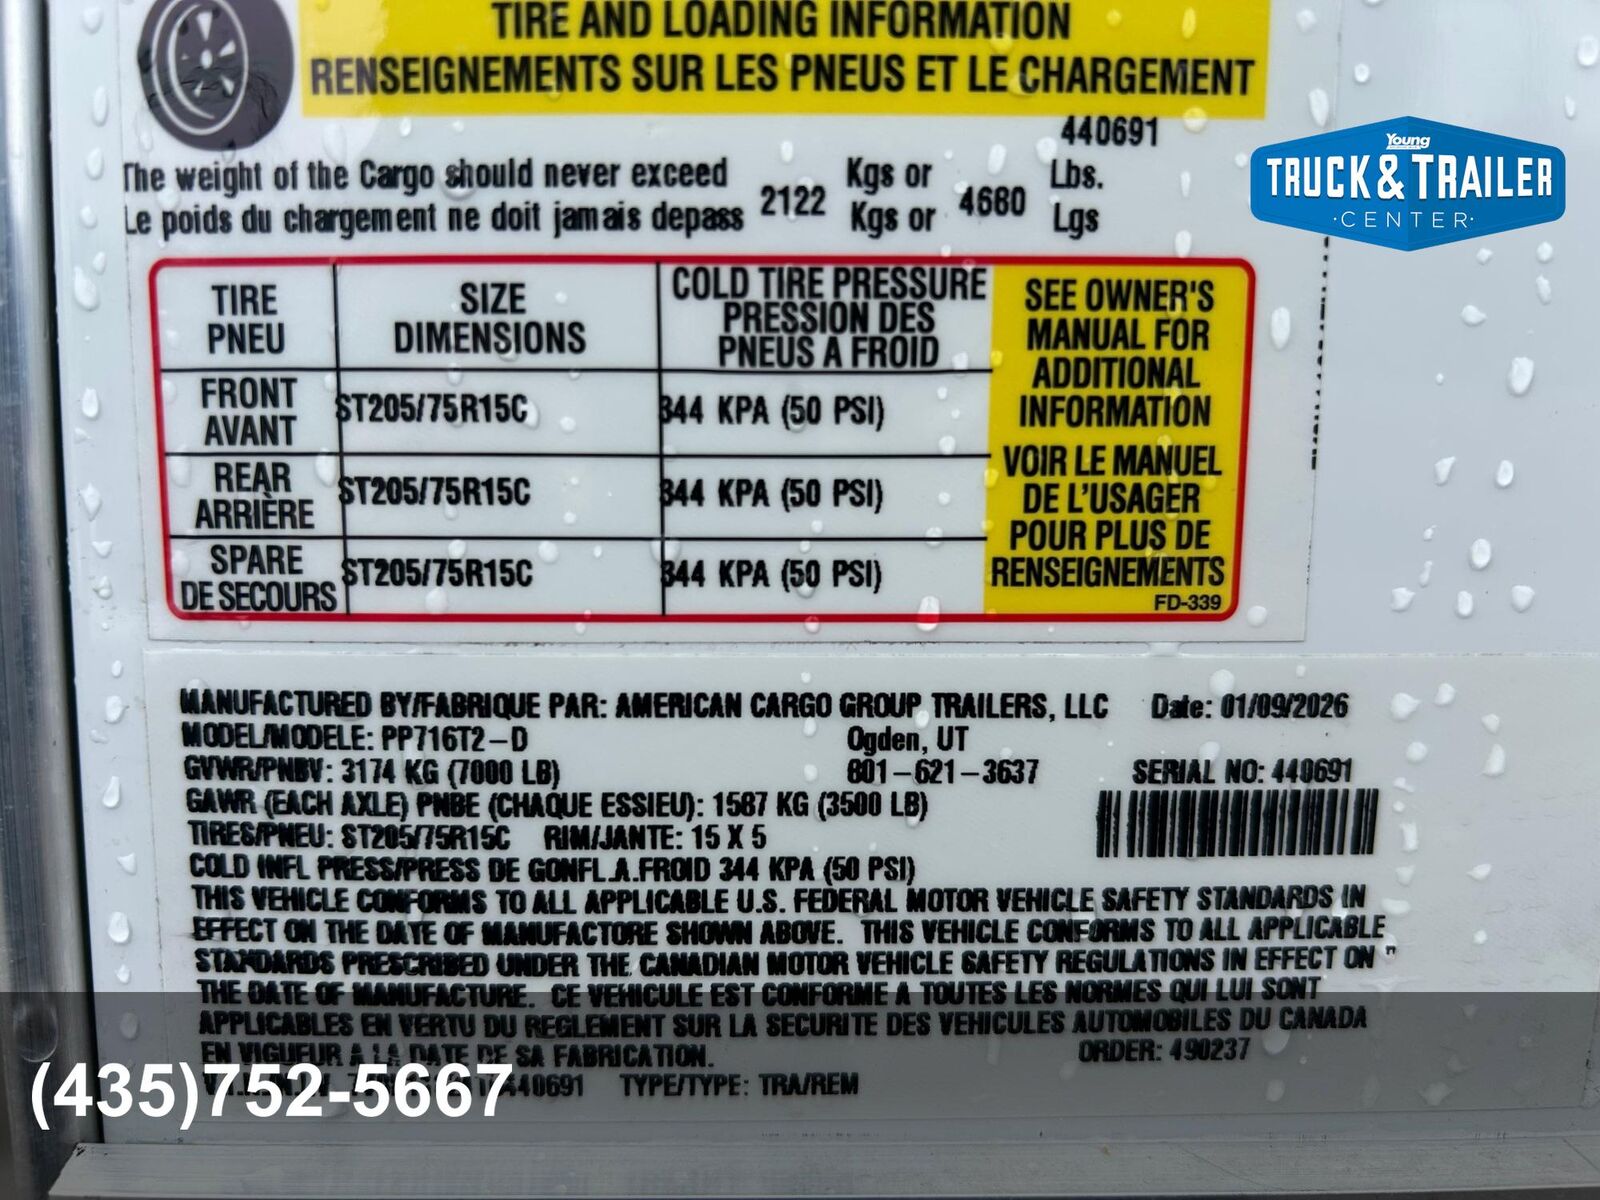 TIRE AND LOADING INFORMATION
RENSEIGNEMENTS SUR LES PNEUS ET LE CHARGEMENT
440691
The weight of the Cargo should never exceed 2122 Kgs or 4680 Lbs.
Le poids du chargement ne doit jamais depass Kgs or Lgs
Young
TRUCK & TRAILER
·CENTER·
TIRE SIZE COLD TIRE PRESSURE
PNEU DIMENSIONS PRESSION DES
PNEUS A FROID
FRONT AVANT ST205/75R15C 344 KPA (50 PSI)
REAR ARRIÈRE ST205/75R15C 344 KPA (50 PSI)
SPARE DE SECOURS ST205/75R15C 344 KPA (50 PSI)
SEE OWNER'S
MANUAL FOR
ADDITIONAL
INFORMATION
VOIR LE MANUEL
DE L'USAGER
POUR PLUS DE
RENSEIGNEMENTS
FD-339
MANUFACTURED BY/FABRIQUE PAR: AMERICAN CARGO GROUP TRAILERS, LLC Date: 01/09/2026
MODEL/MODELE: PP716T2-D Ogden, UT
GVWR/PNBV: 3174 KG (7000 LB) 801-621-3637 SERIAL NO: 440691
GAWR (EACH AXLE) PNBE (CHAQUE ESSIEU): 1587 KG (3500 LB)
TIRES/PNEU: ST205/75R15C RIM/JANTE: 15 X 5
COLD INFL PRESS/PRESS DE GONFL.A.FROID 344 KPA (50 PSI)
THIS VEHICLE CONFORMS TO ALL APPLICABLE U.S. FEDERAL MOTOR VEHICLE SAFETY STANDARDS IN
EFFECT ON THE DATE OF MANUFACTORE SHOWN ABOVE. THIS VEHICLE CONFORMS TO ALL APPLICABLE
STANDARDS PRESCRIBED UNDER THE CANADIAN MOTOR VEHICLE SAFETY REGULATIONS IN EFFECT ON "
THE DATE OF MANUFACTURE. CE VEHICULE EST CONFORME A TOUTES LES NORMES QUI LUI SONT
APPLICABLES EN VERTU DU REGLEMENT SUR LA SECURITE DES VEHICULES AUTOMOBILES DU CANADA
EN VIGUEUR A LA DATE DE SA FABRICATION. ORDER: 490237
TYPE/TYPE: TRA/REM
(435)752-5667